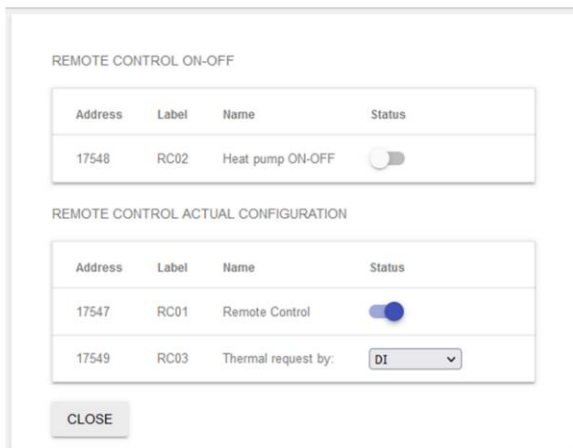 REMOTE CONTROL ON-OFF
Address Label Name Status
17548 RC02 Heat pump ON-OFF
REMOTE CONTROL ACTUAL CONFIGURATION
Address Label Name Status
17547 RC01 Remote Control
17549 RC03 Thermal request by: DI
CLOSE